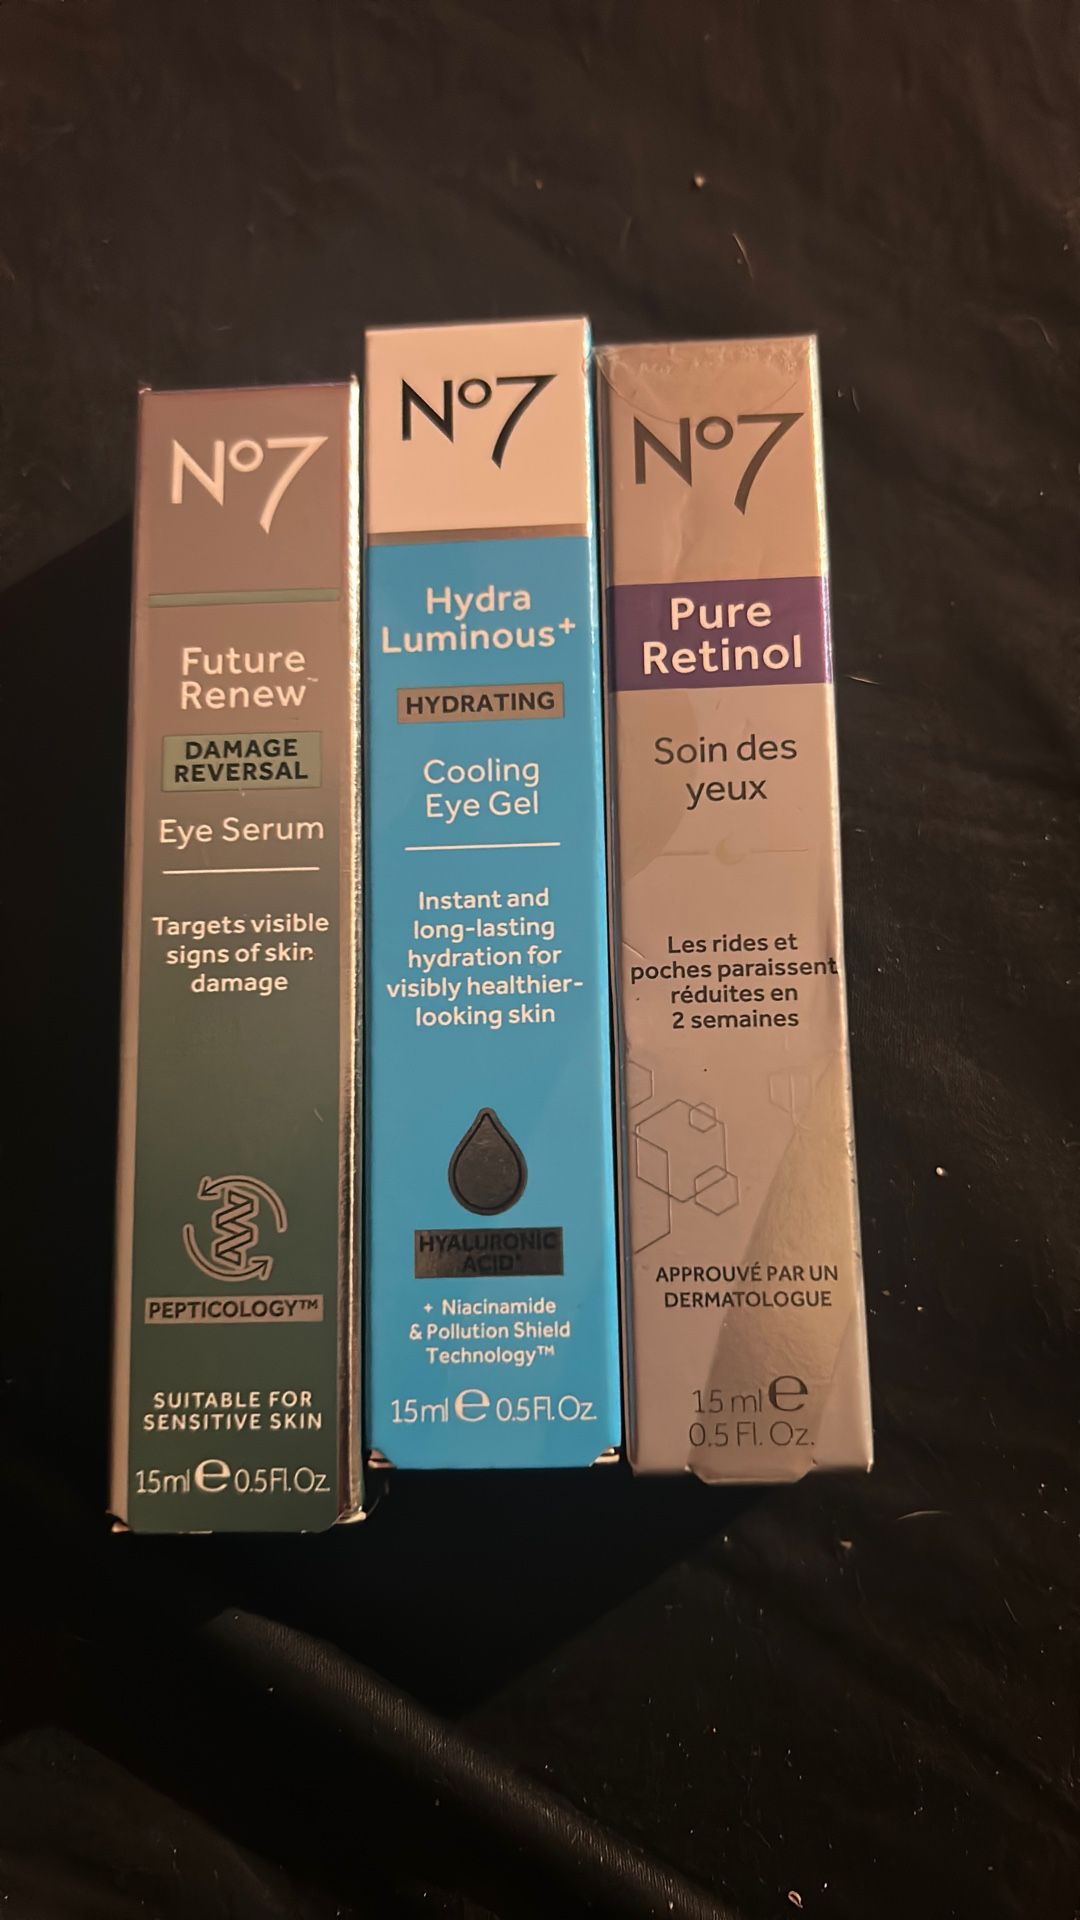 Nº7
Future
Renew™
DAMAGE
REVERSAL
Eye Serum
Targets visible
signs of skin
damage
PEPTICOLOGY™
SUITABLE FOR
SENSITIVE SKIN
15ml ℮ 0.5Fl.Oz.
Nº7
Hydra
Luminous+
HYDRATING
Cooling
Eye Gel
Instant and
long-lasting
hydration for
visibly healthier-
looking skin
HYALURONIC
ACID*
+ Niacinamide
& Pollution Shield
Technology™
15ml ℮ 0.5Fl.Oz.
Nº7
Pure
Retinol
Soin des
yeux
Les rides et
poches paraissent
réduites en
2 semaines
APPROUVÉ PAR UN
DERMATOLOGUE
15 ml ℮
0.5 Fl. Oz.